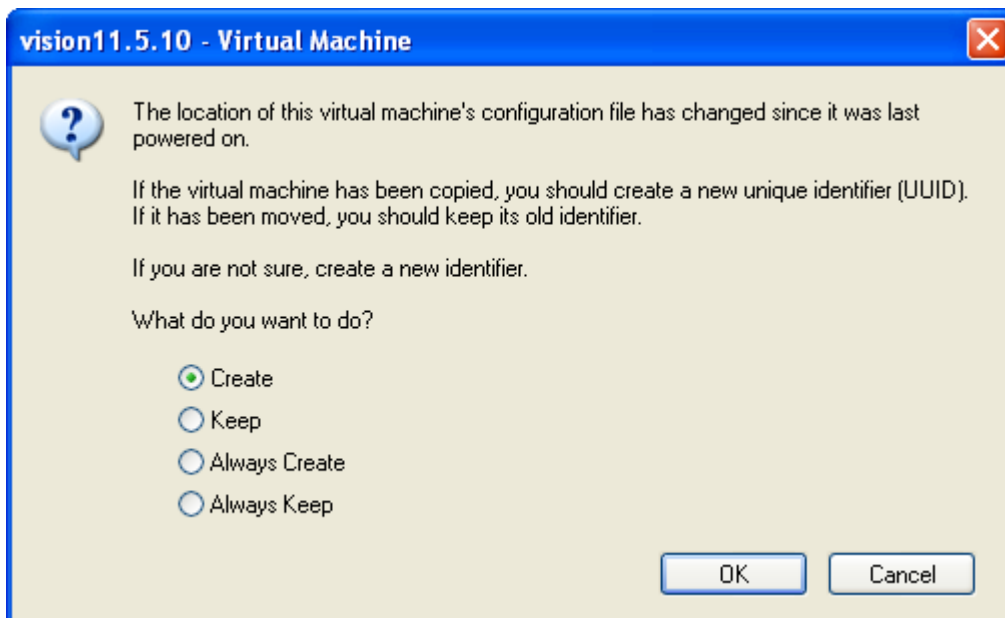 vision11.5.10 - Virtual Machine
The location of this virtual machine's configuration file has changed since it was last
powered on.
If the virtual machine has been copied, you should create a new unique identifier (UUID).
If it has been moved, you should keep its old identifier.
If you are not sure, create a new identifier.
What do you want to do?
Create
Keep
Always Create
Always Keep
OK
Cancel